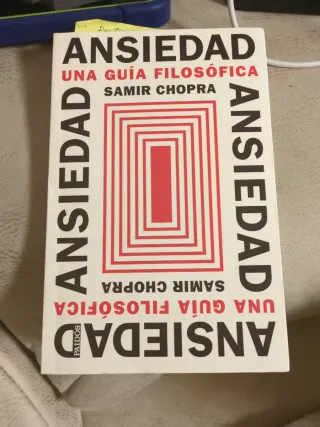 ANSIEDAD
UNA GUÍA FILOSÓFICA
SAMIR CHOPRA
ANSIEDAD
ANSIEDAD
SAMIR CHOPRA
UNA GUÍA FILOSÓFICA
ANSIEDAD
PAIDÓS